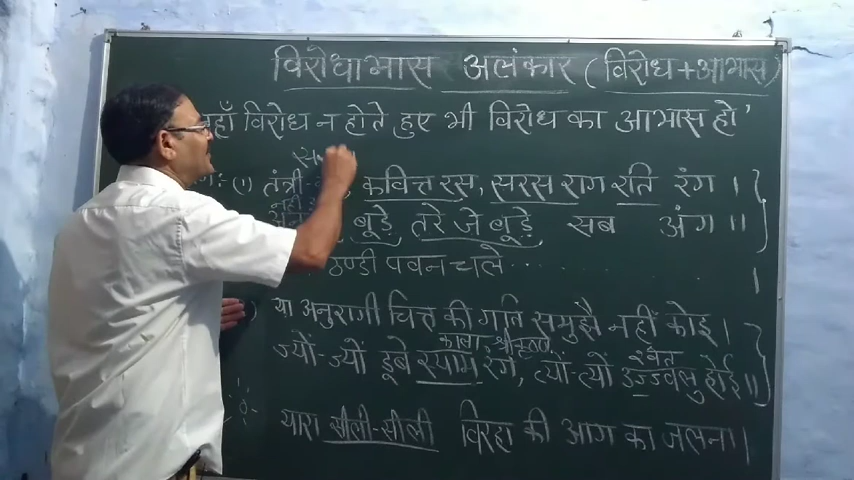 विरोधाभास अलंकार (विरोध+आभास)
विरोध न होते हुए भी विरोध का आभास हो'
(1) तंत्री- कवित्त रस, सरस राग रति रंग ।
बूड़े तरे जे बूड़े सब अंग ॥
ठण्डी पवन चले . . . . . . . ।
या अनुरागी चित्त की गति समुझै नहीं कोइ ।
काला, श्रीकृष्ण श्वेत
ज्यों-ज्यों डूबे स्याम रंग, त्यों-त्यों उज्ज्वलु होई ॥
यारा सीली-सीली विरहा की आग का जलना ।